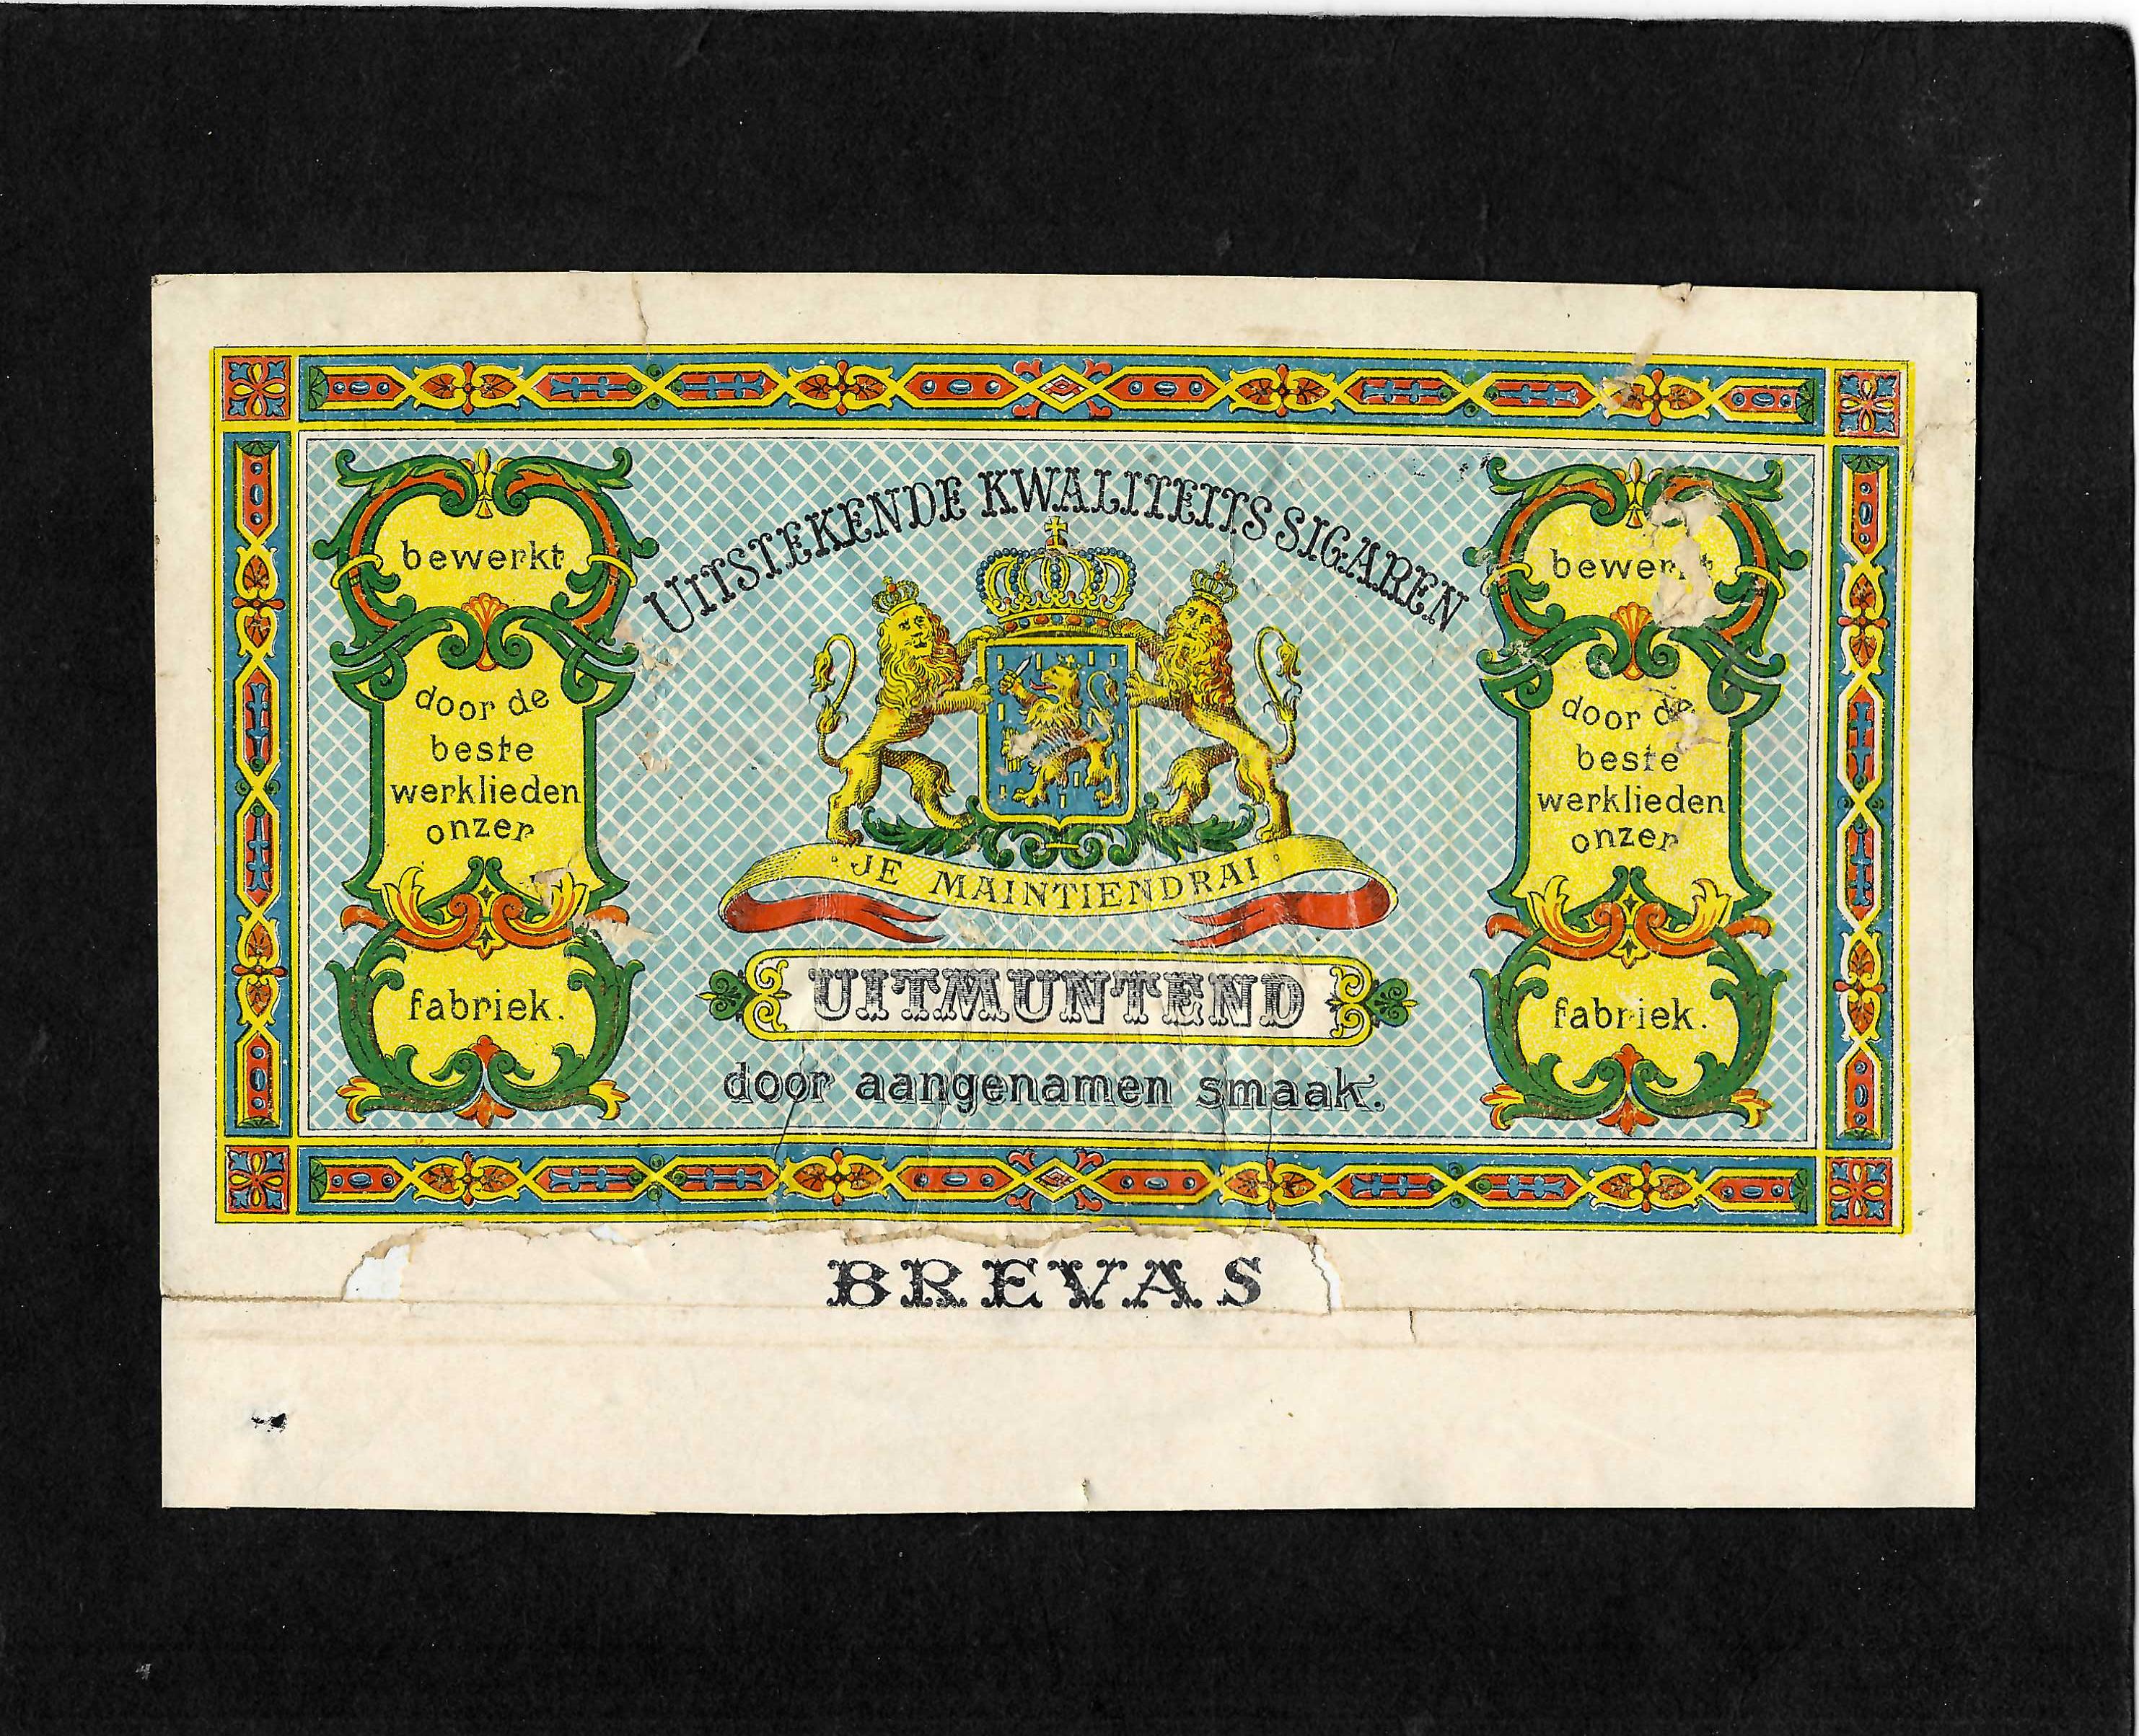 UITSTEKENDE KWALITEITS SIGAREN
bewerkt
door de
beste
werklieden
onzer
fabriek.
JE MAINTIENDRAI
UITMUNTEND
door aangenamen smaak.
bewerkt
door de
beste
werklieden
onzer
fabriek.
BREVAS